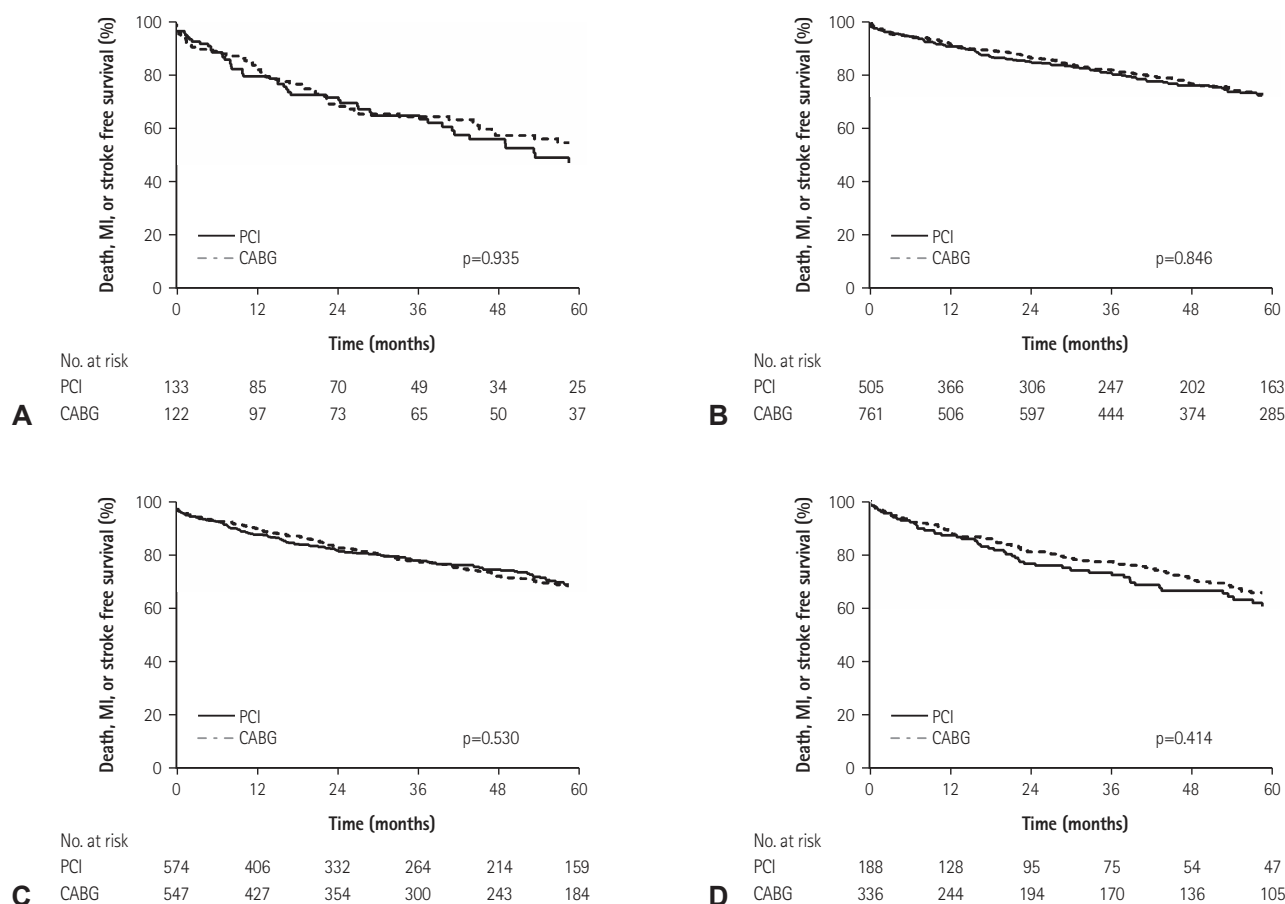 Death, MI, or stroke free survival (%)
100
80
60
40
20
0
PCI
CABG
p=0.935
0 12 24 36 48 60
Time (months)
No. at risk
PCI 133 85 70 49 34 25
CABG 122 97 73 65 50 37
A
Death, MI, or stroke free survival (%)
100
80
60
40
20
0
PCI
CABG
p=0.846
0 12 24 36 48 60
Time (months)
No. at risk
PCI 505 366 306 247 202 163
CABG 761 506 597 444 374 285
B
Death, MI, or stroke free survival (%)
100
80
60
40
20
0
PCI
CABG
p=0.530
0 12 24 36 48 60
Time (months)
No. at risk
PCI 574 406 332 264 214 159
CABG 547 427 354 300 243 184
C
Death, MI, or stroke free survival (%)
100
80
60
40
20
0
PCI
CABG
p=0.414
0 12 24 36 48 60
Time (months)
No. at risk
PCI 188 128 95 75 54 47
CABG 336 244 194 170 136 105
D